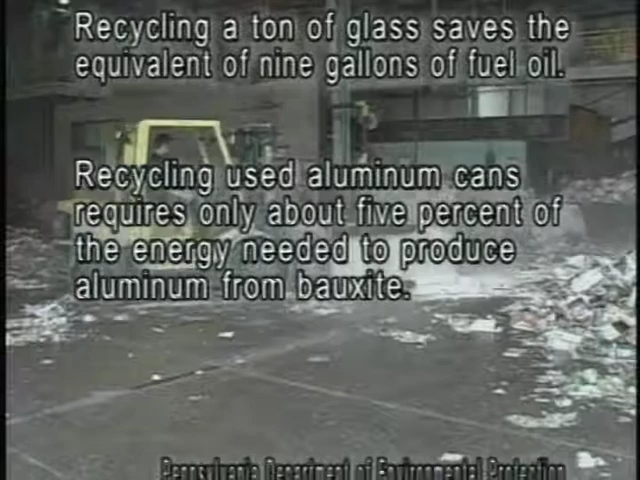 Recycling a ton of glass saves the
equivalent of nine gallons of fuel oil.
Recycling used aluminum cans
requires only about five percent of
the energy needed to produce
aluminum from bauxite.
Pennsylvania Department of Environmental Protection